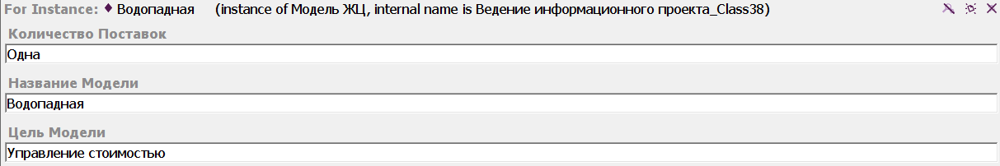 For Instance: ♦ Водопадная (instance of Модель ЖЦ, internal name is Ведение информационного проекта_Class38)
Количество Поставок
Одна
Название Модели
Водопадная
Цель Модели
Управление стоимостью